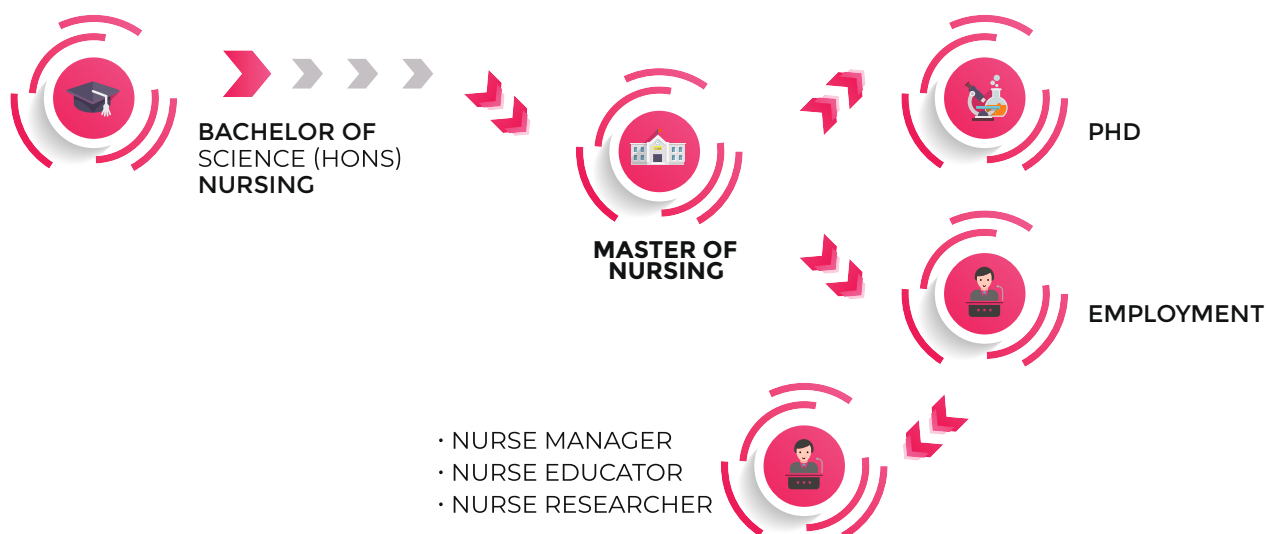 BACHELOR OF
SCIENCE (HONS)
NURSING
MASTER OF
NURSING
PHD
EMPLOYMENT
· NURSE MANAGER
· NURSE EDUCATOR
· NURSE RESEARCHER